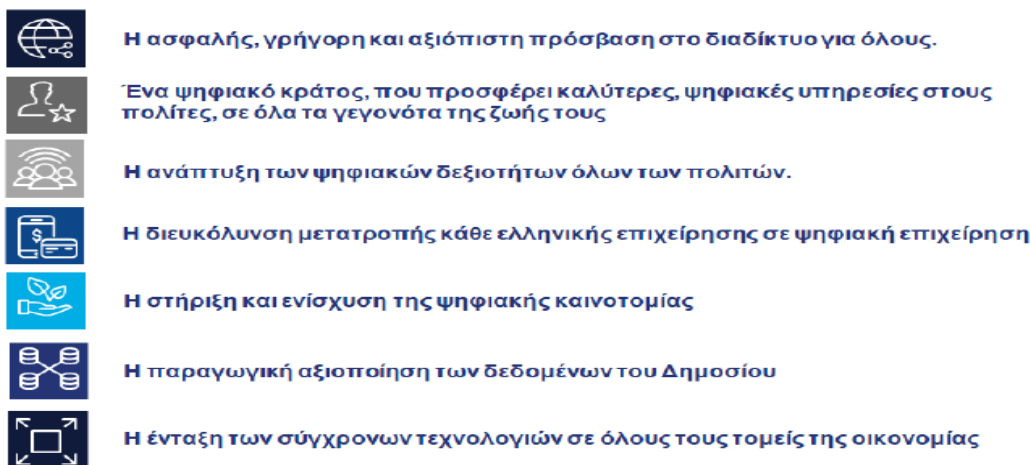 Η ασφαλής, γρήγορη και αξιόπιστη πρόσβαση στο διαδίκτυο για όλους.
Ένα ψηφιακό κράτος, που προσφέρει καλύτερες, ψηφιακές υπηρεσίες στους
πολίτες, σε όλα τα γεγονότα της ζωής τους
Η ανάπτυξη των ψηφιακών δεξιοτήτων όλων των πολιτών.
$
Η διευκόλυνση μετατροπής κάθε ελληνικής επιχείρησης σε ψηφιακή επιχείρηση
Η στήριξη και ενίσχυση της ψηφιακής καινοτομίας
Η παραγωγική αξιοποίηση των δεδομένων του Δημοσίου
Η ένταξη των σύγχρονων τεχνολογιών σε όλους τους τομείς της οικονομίας